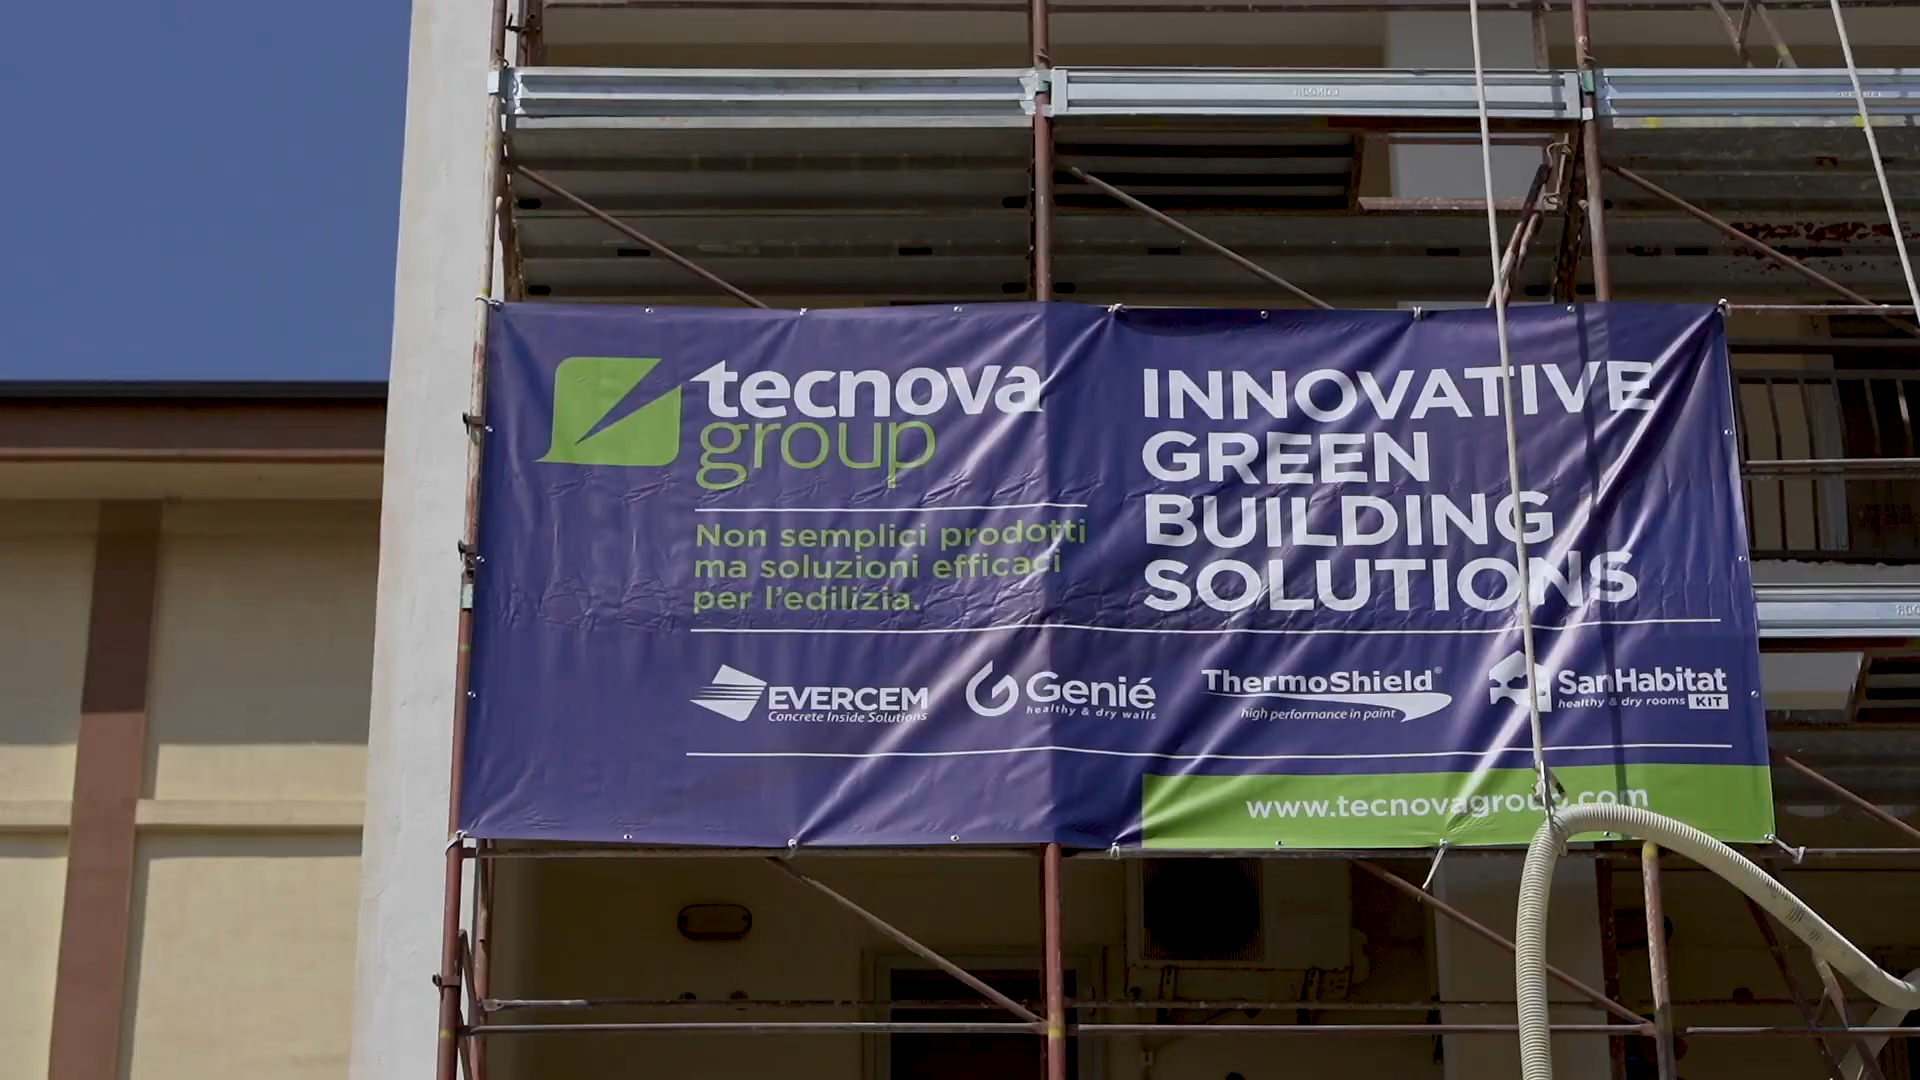 tecnova
group
Non semplici prodotti
ma soluzioni efficaci
per l'edilizia.
INNOVATIVE
GREEN
BUILDING
SOLUTIONS
EVERCEM
Concrete Inside Solutions
Genié
healthy & dry walls
ThermoShield®
high performance in paint
SanHabitat
healthy & dry rooms KIT
www.tecnovagroup.com